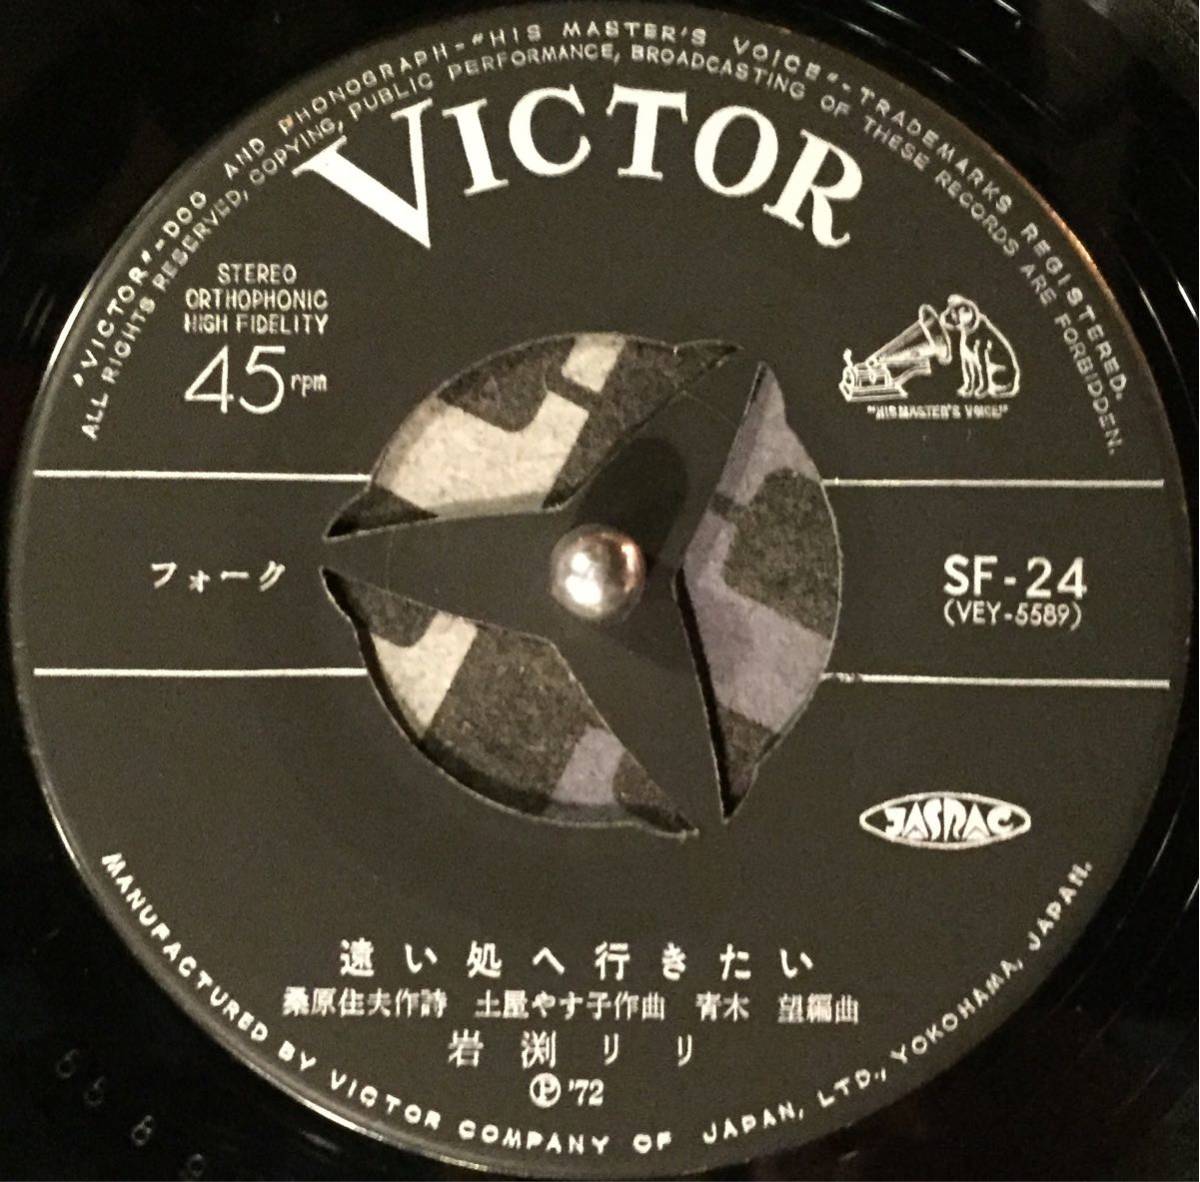 "VICTOR"-DOG AND PHONOGRAPH-"HIS MASTER'S VOICE"-TRADEMARKS REGISTERED.
ALL RIGHTS RESERVED, COPYING, PUBLIC PERFORMANCE, BROADCASTING OF THESE RECORDS ARE FORBIDDEN.
VICTOR
STEREO
ORTHOPHONIC
HIGH FIDELITY
45rpm
"HIS MASTER'S VOICE"
フォーク
SF-24
(VEY-5589)
JASRAC
遠い処へ行きたい
桑原住夫作詩 土屋やす子作曲 青木 望編曲
岩渕リリ
Ⓟ'72
MANUFACTURED BY VICTOR COMPANY OF JAPAN, LTD., YOKOHAMA, JAPAN.